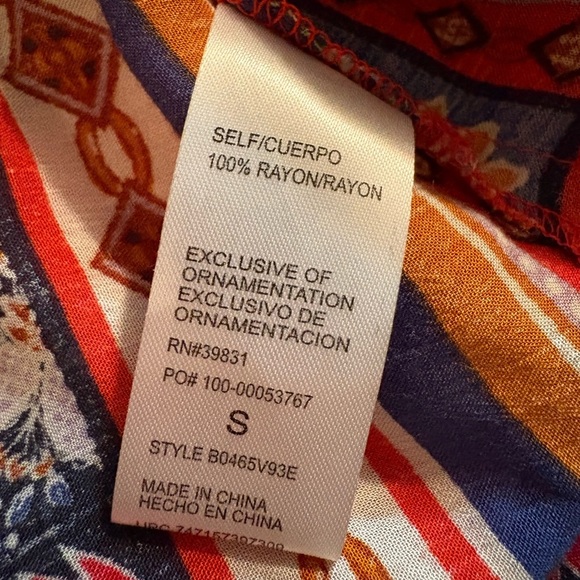 SELF/CUERPO
100% RAYON/RAYON
EXCLUSIVE OF
ORNAMENTATION
EXCLUSIVO DE
ORNAMENTACION
RN#39831
PO# 100-00053767
S
STYLE B0465V93E
MADE IN CHINA
HECHO EN CHINA